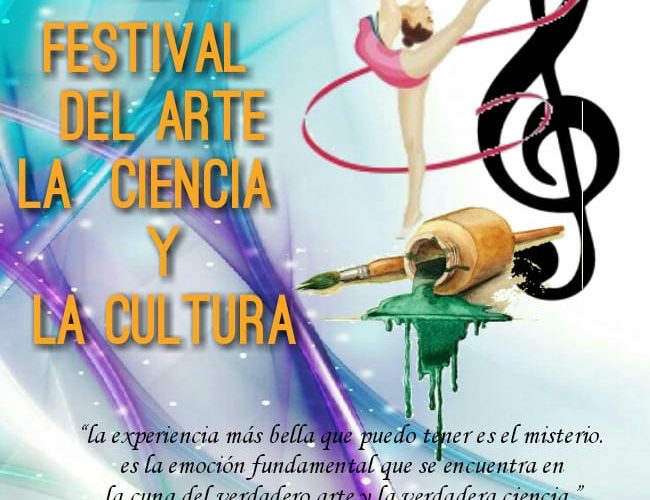 FESTIVAL
DEL ARTE
LA CIENCIA
Y
LA CULTURA
“la experiencia más bella que puedo tener es el misterio.
es la emoción fundamental que se encuentra en
la cuna del verdadero arte y la verdadera ciencia.”